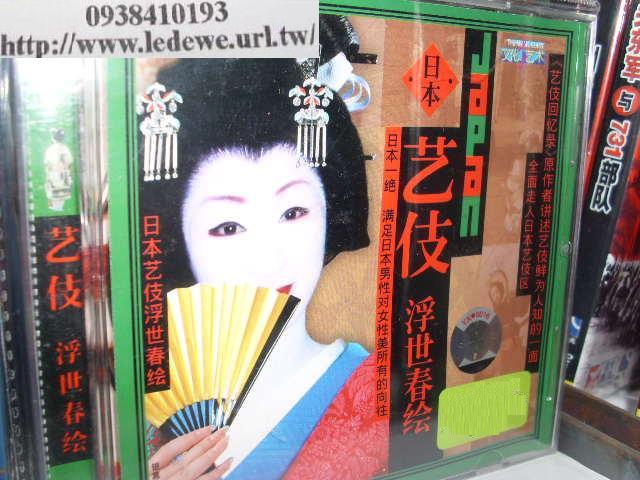 0938410193
http://www.ledewe.url.tw/
Japan
日本
艺伎
浮世春绘
日本一绝 满足日本男性对女性美所有的向往
《艺伎回忆录》原作者讲述艺伎鲜为人知的一面
全面走入日本艺伎区
日本艺伎浮世春绘
艺伎 浮世春绘
东军与731部队